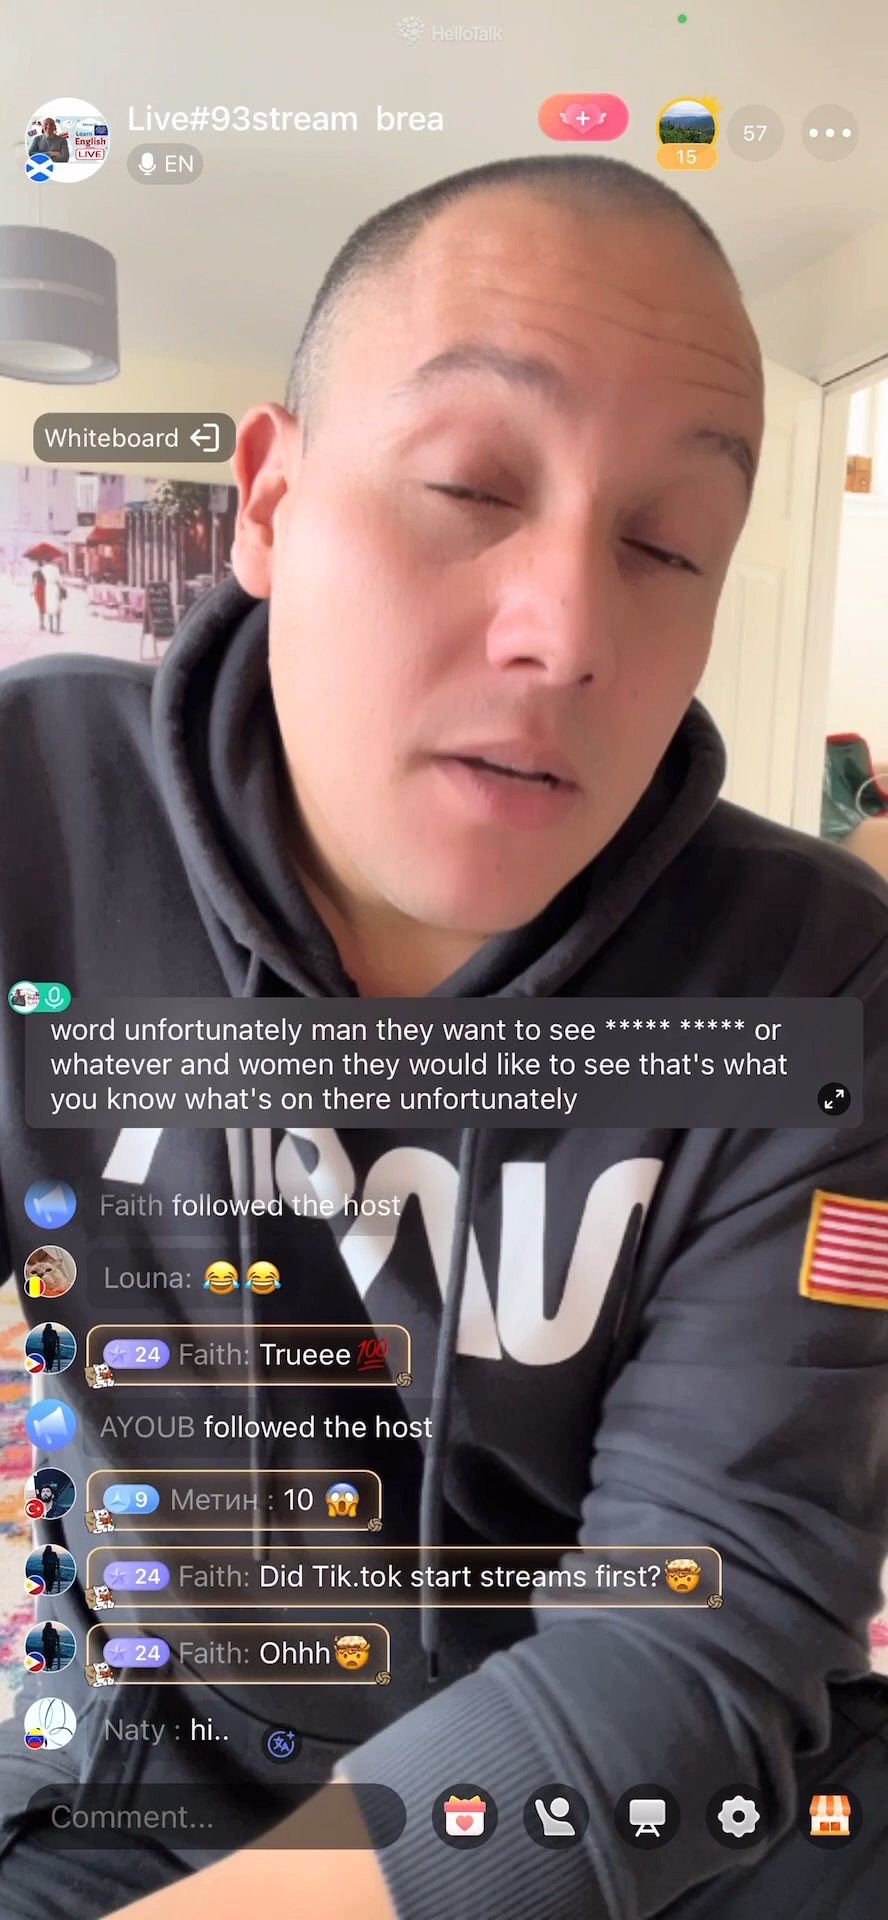 HelloTalk
Live#93stream brea
EN
15
57
Learn
English
LIVE
Whiteboard
word unfortunately man they want to see ***** ***** or
whatever and women they would like to see that's what
you know what's on there unfortunately
Faith followed the host
Louna: 😂😂
24 Faith: Trueee 💯
AYOUB followed the host
9 Метин : 10 😱
24 Faith: Did Tik.tok start streams first?🤯
24 Faith: Ohhh🤯
Naty : hi..
Comment...